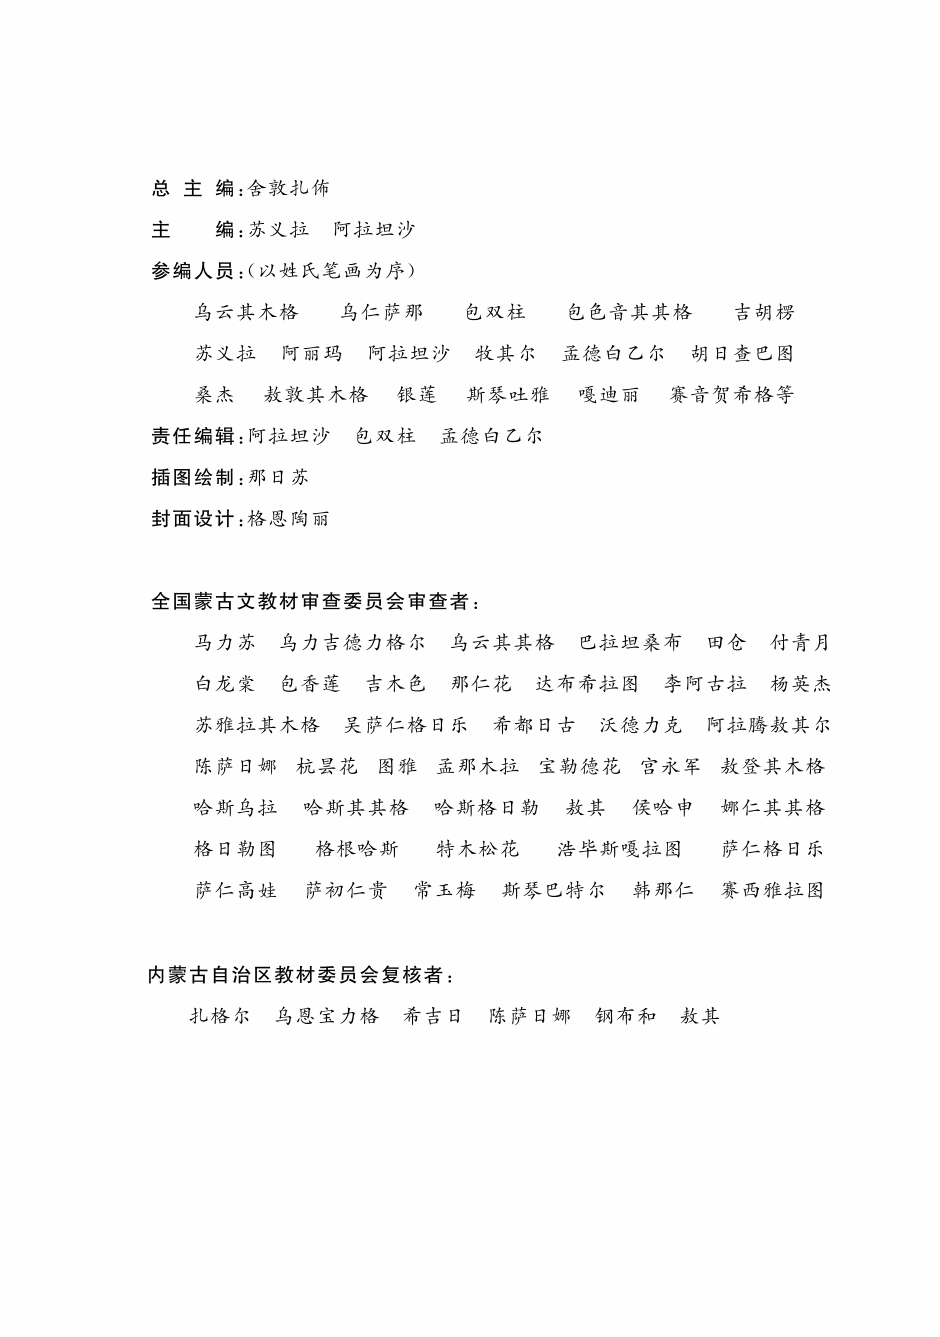 总 主 编:舍敦扎佈
主　　编:苏义拉　阿拉坦沙
参编人员:(以姓氏笔画为序)
乌云其木格　乌仁萨那　包双柱　包色音其其格　吉胡楞
苏义拉　阿丽玛　阿拉坦沙　牧其尔　孟德白乙尔　胡日查巴图
桑杰　敖敦其木格　银莲　斯琴吐雅　嘎迪丽　赛音贺希格等
责任编辑:阿拉坦沙　包双柱　孟德白乙尔
插图绘制:那日苏
封面设计:格恩陶丽
全国蒙古文教材审查委员会审查者:
马力苏　乌力吉德力格尔　乌云其其格　巴拉坦桑布　田仓　付青月
白龙棠　包香莲　吉木色　那仁花　达布希拉图　李阿古拉　杨英杰
苏雅拉其木格　吴萨仁格日乐　希都日古　沃德力克　阿拉腾敖其尔
陈萨日娜　杭昙花　图雅　孟那木拉　宝勒德花　宫永军　敖登其木格
哈斯乌拉　哈斯其其格　哈斯格日勒　敖其　侯哈申　娜仁其其格
格日勒图　格根哈斯　特木松花　浩毕斯嘎拉图　萨仁格日乐
萨仁高娃　萨初仁贵　常玉梅　斯琴巴特尔　韩那仁　赛西雅拉图
内蒙古自治区教材委员会复核者:
扎格尔　乌恩宝力格　希吉日　陈萨日娜　钢布和　敖其